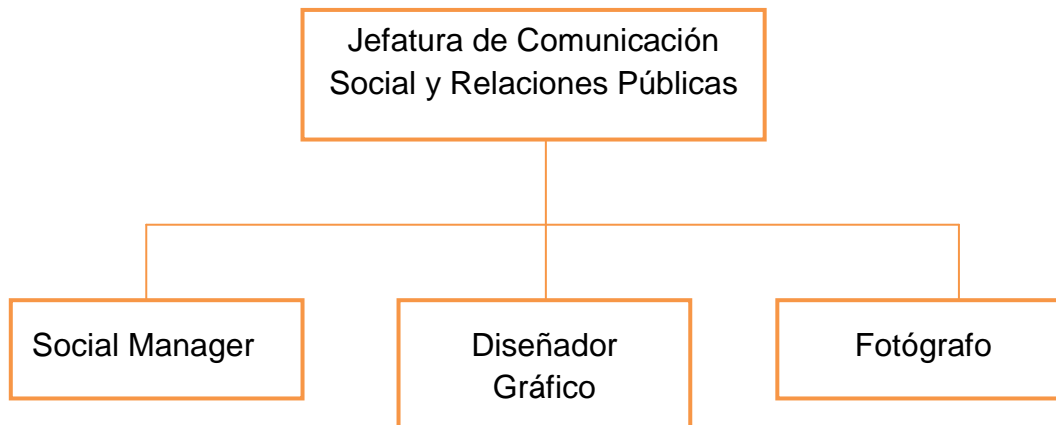 Jefatura de Comunicación
Social y Relaciones Públicas
Social Manager
Diseñador
Gráfico
Fotógrafo